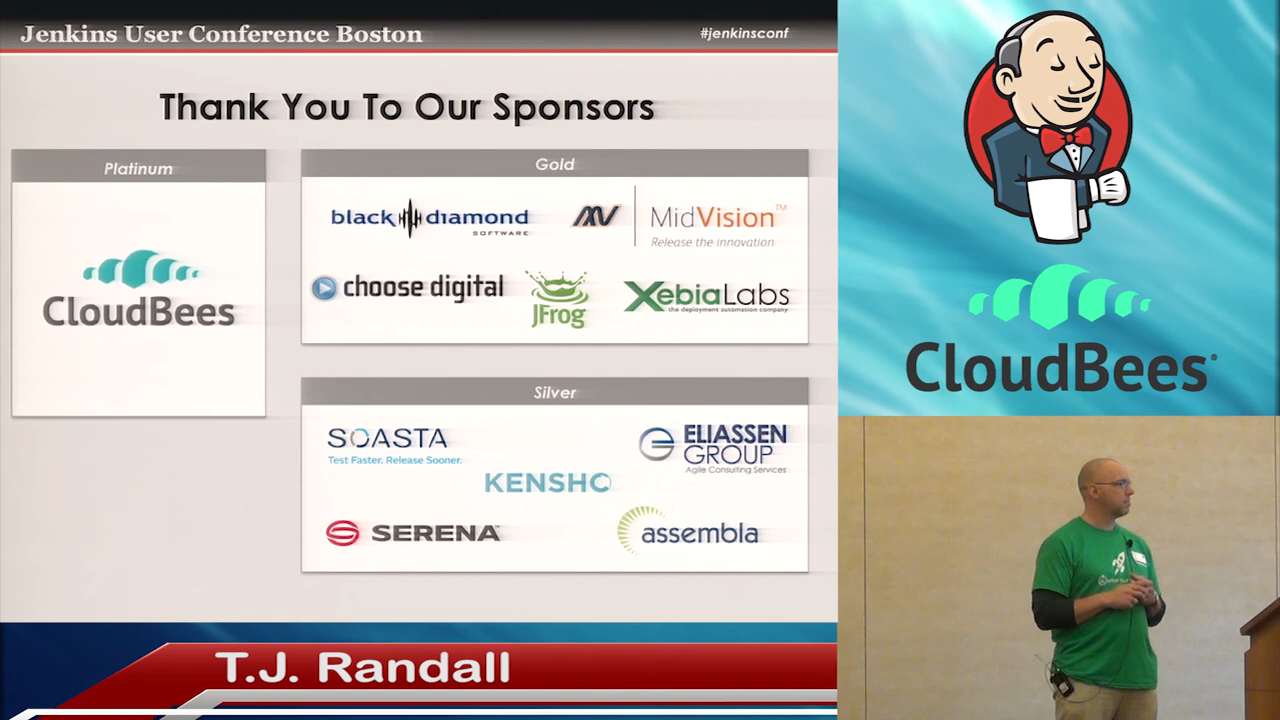 Jenkins User Conference Boston
#jenkinsconf
Thank You To Our Sponsors
Platinum
CloudBees
Gold
black diamond
SOFTWARE
MidVision™
Release the innovation
choose digital
JFrog
XebiaLabs
the deployment automation company
Silver
SOASTA
Test Faster. Release Sooner.
ELIASSEN
GROUP
Agile Consulting Services
KENSHO
SERENA
assembla
T.J. Randall
CloudBees®